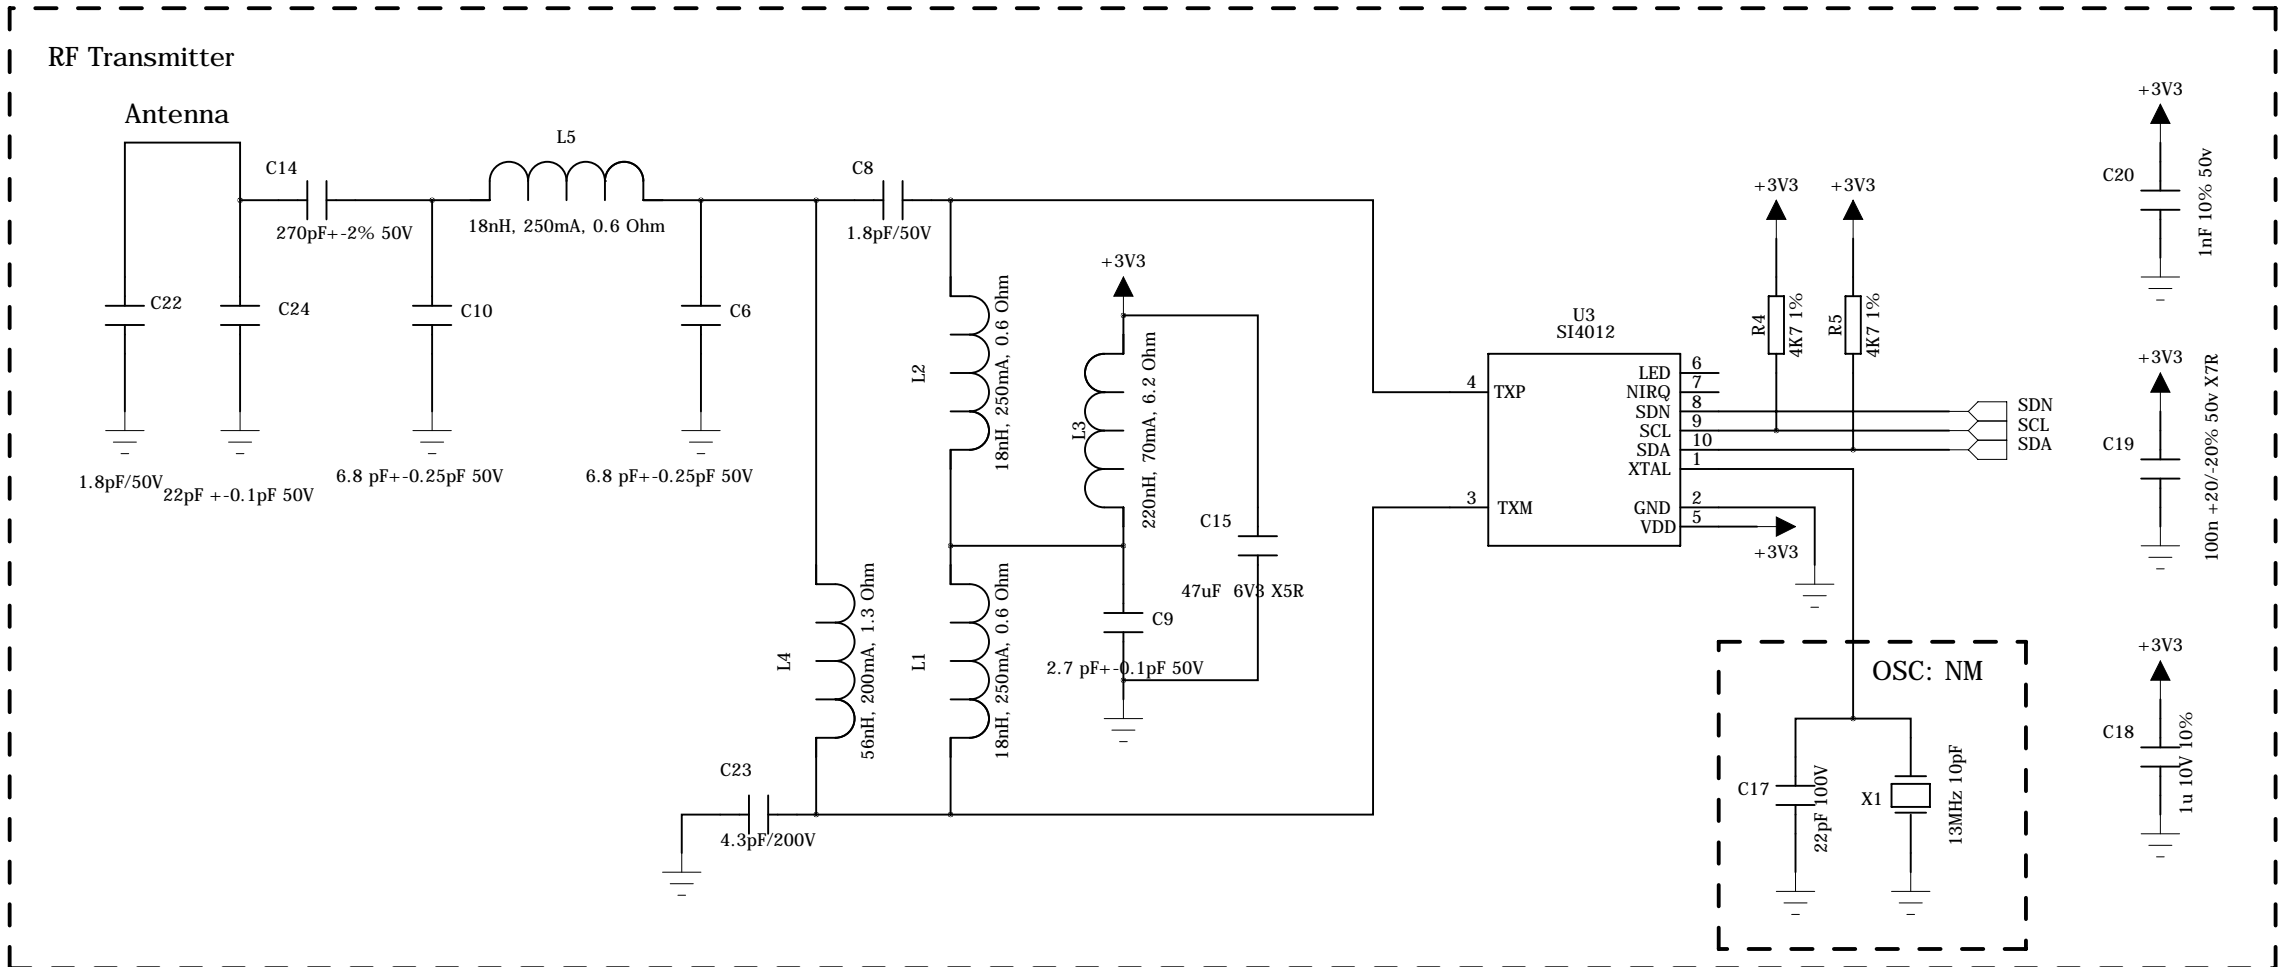 RF Transmitter
Antenna
L5
18nH, 250mA, 0.6 Ohm
C14
270pF+-2% 50V
C8
1.8pF/50V
C22
1.8pF/50V
C24
22pF +-0.1pF 50V
C10
6.8 pF+-0.25pF 50V
C6
6.8 pF+-0.25pF 50V
L2
18nH, 250mA, 0.6 Ohm
+3V3
L3
220nH, 70mA, 6.2 Ohm
C15
47uF  6V3 X5R
C9
2.7 pF+-0.1pF 50V
L4
56nH, 200mA, 1.3 Ohm
L1
18nH, 250mA, 0.6 Ohm
C23
4.3pF/200V
U3
SI4012
4
TXP
3
TXM
LED
6
NIRQ
7
SDN
8
SCL
9
SDA
10
XTAL
1
GND
2
VDD
5
+3V3
+3V3
+3V3
R4
4K7 1%
R5
4K7 1%
SDN
SCL
SDA
OSC: NM
C17
22pF 100V
X1
13MHz 10pF
+3V3
C20
1nF 10% 50v
+3V3
C19
100n +20/-20% 50v X7R
+3V3
C18
1u 10V 10%